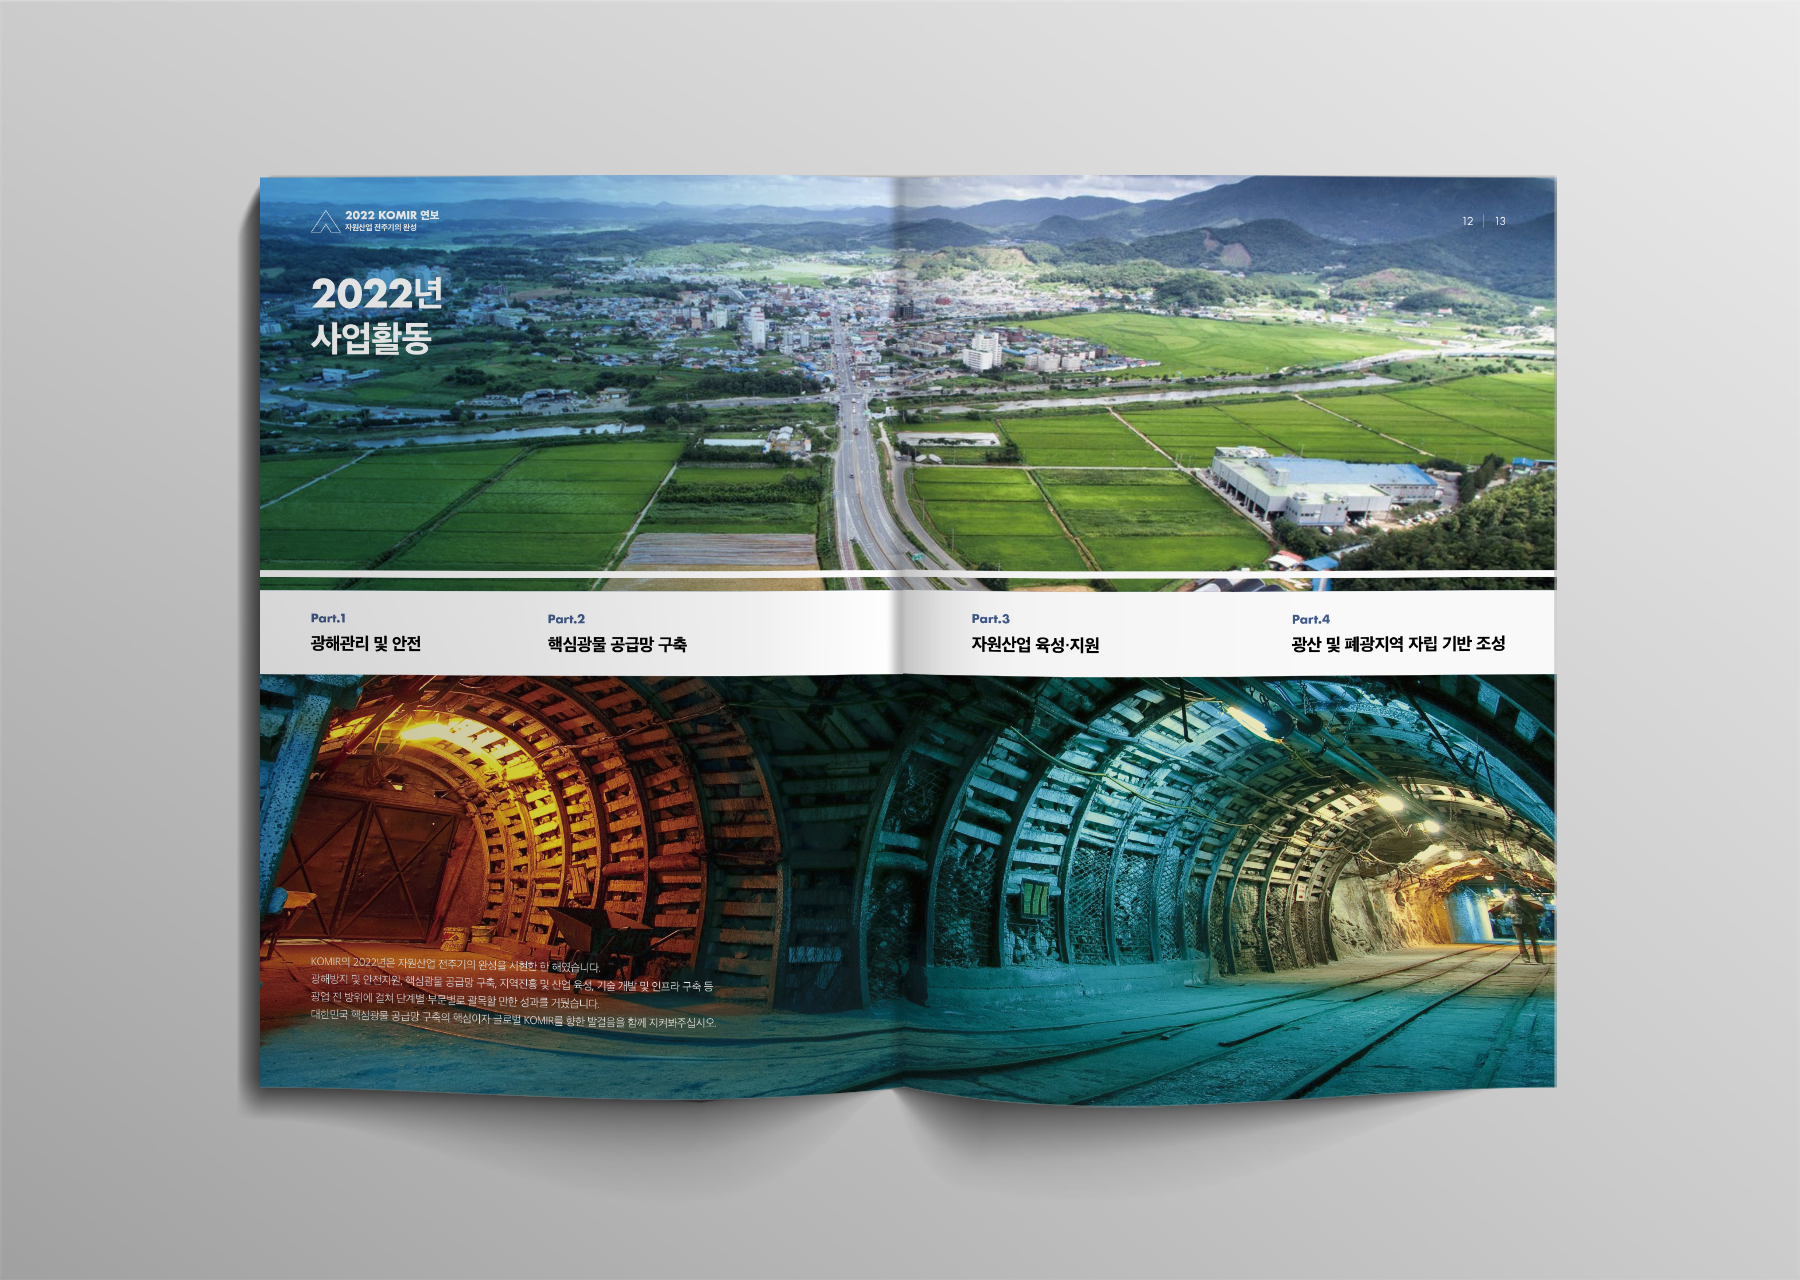 2022 KOMIR 연보
자원산업 전주기의 완성
12 | 13
2022년
사업활동
Part.1
광해관리 및 안전
Part.2
핵심광물 공급망 구축
Part.3
자원산업 육성·지원
Part.4
광산 및 폐광지역 자립 기반 조성
KOMIR의 2022년은 자원산업 전주기의 완성을 시현한 한 해였습니다.
광해방지 및 안전지원, 핵심광물 공급망 구축, 지역진흥 및 산업 육성, 기술 개발 및 인프라 구축 등
광업 전 방위에 걸쳐 단계별·부문별로 괄목할 만한 성과를 거뒀습니다.
대한민국 핵심광물 공급망 구축의 핵심이자 글로벌 KOMIR를 향한 발걸음을 함께 지켜봐주십시오.